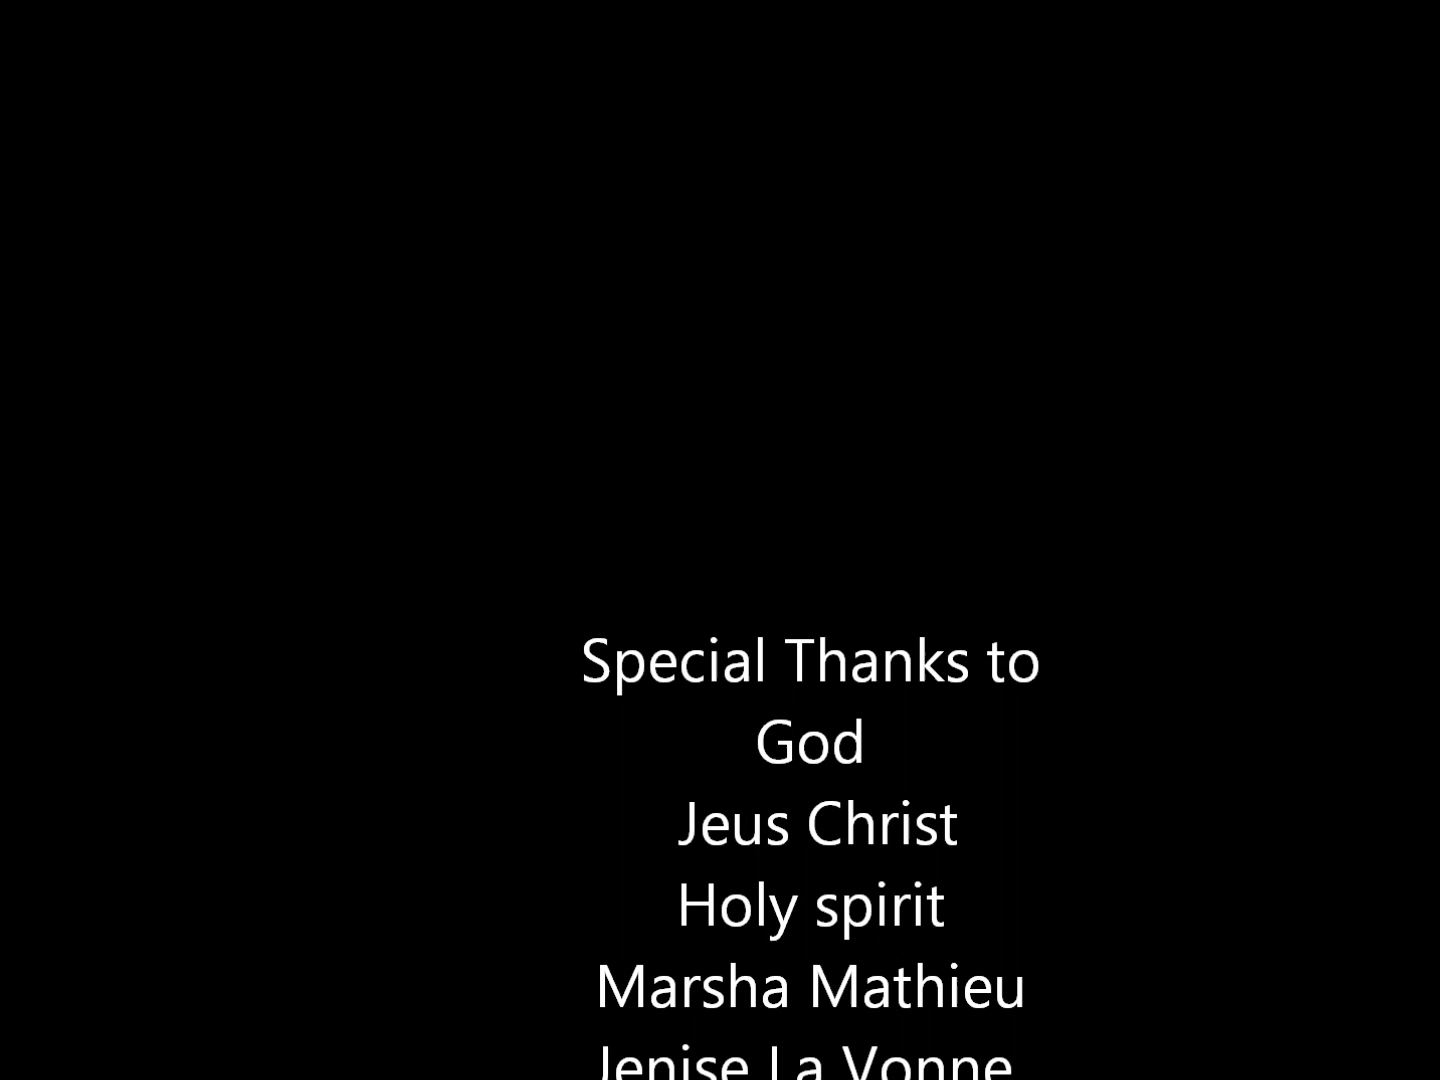 Special Thanks to
God
Jeus Christ
Holy spirit
Marsha Mathieu
Jenise La Vonne